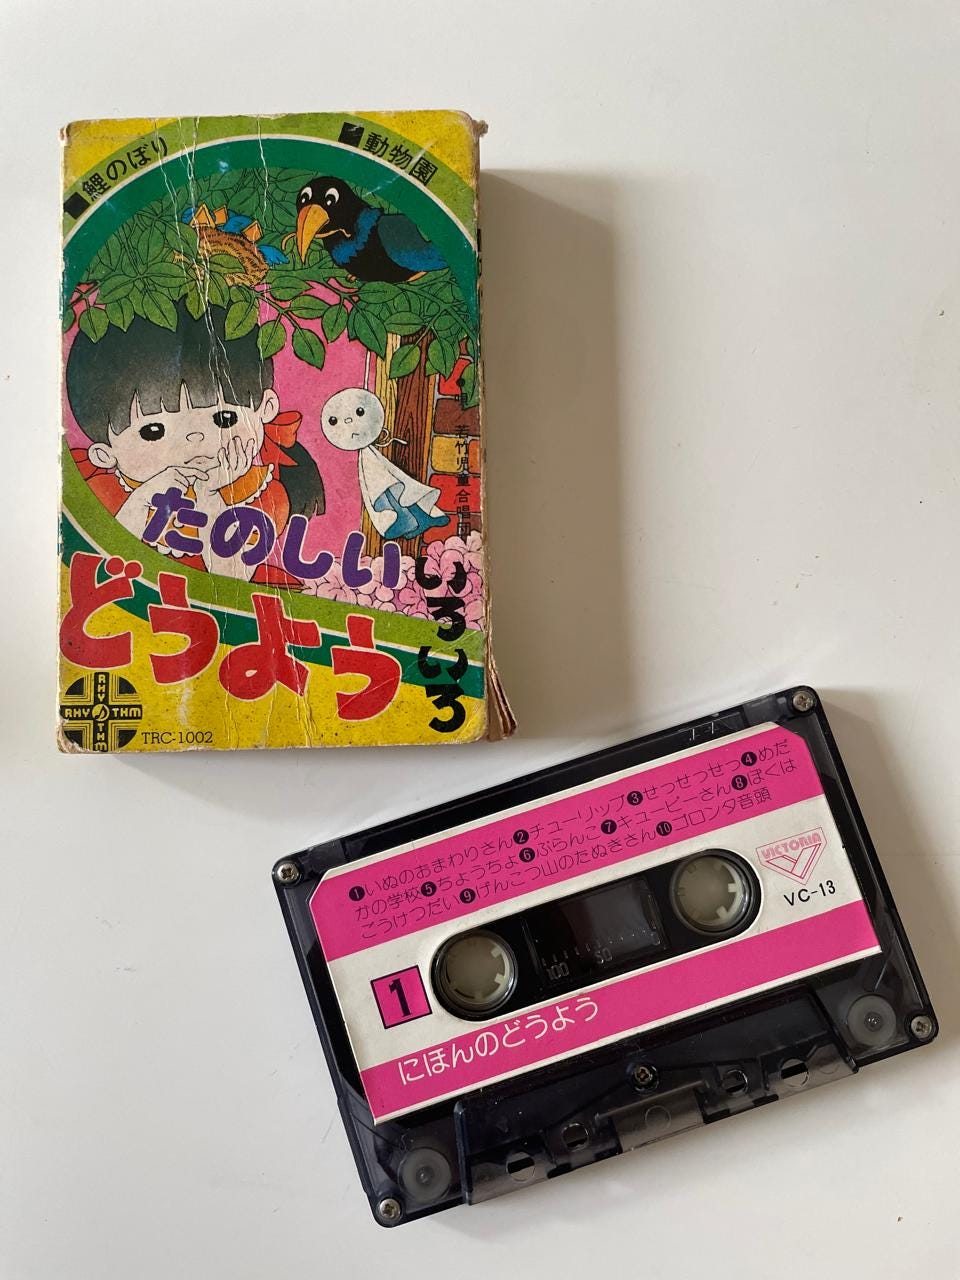 ■鯉のぼり
■動物園
若竹児童合唱団
たのしい
どうよう
いろいろ
RHYTHM
RHYTHM
TRC-1002
❶いぬのおまわりさん❷チューリップ❸せっせっせっ❹めだ
かの学校❺ちょうちょ❻ぶらんこ❼キューピーさん❽ぼくは
こうけつだい❾げんこつ山のたぬきさん❿ゴロンタ音頭
VICTORIA
VC-13
1
100 50 0
にほんのどうよう